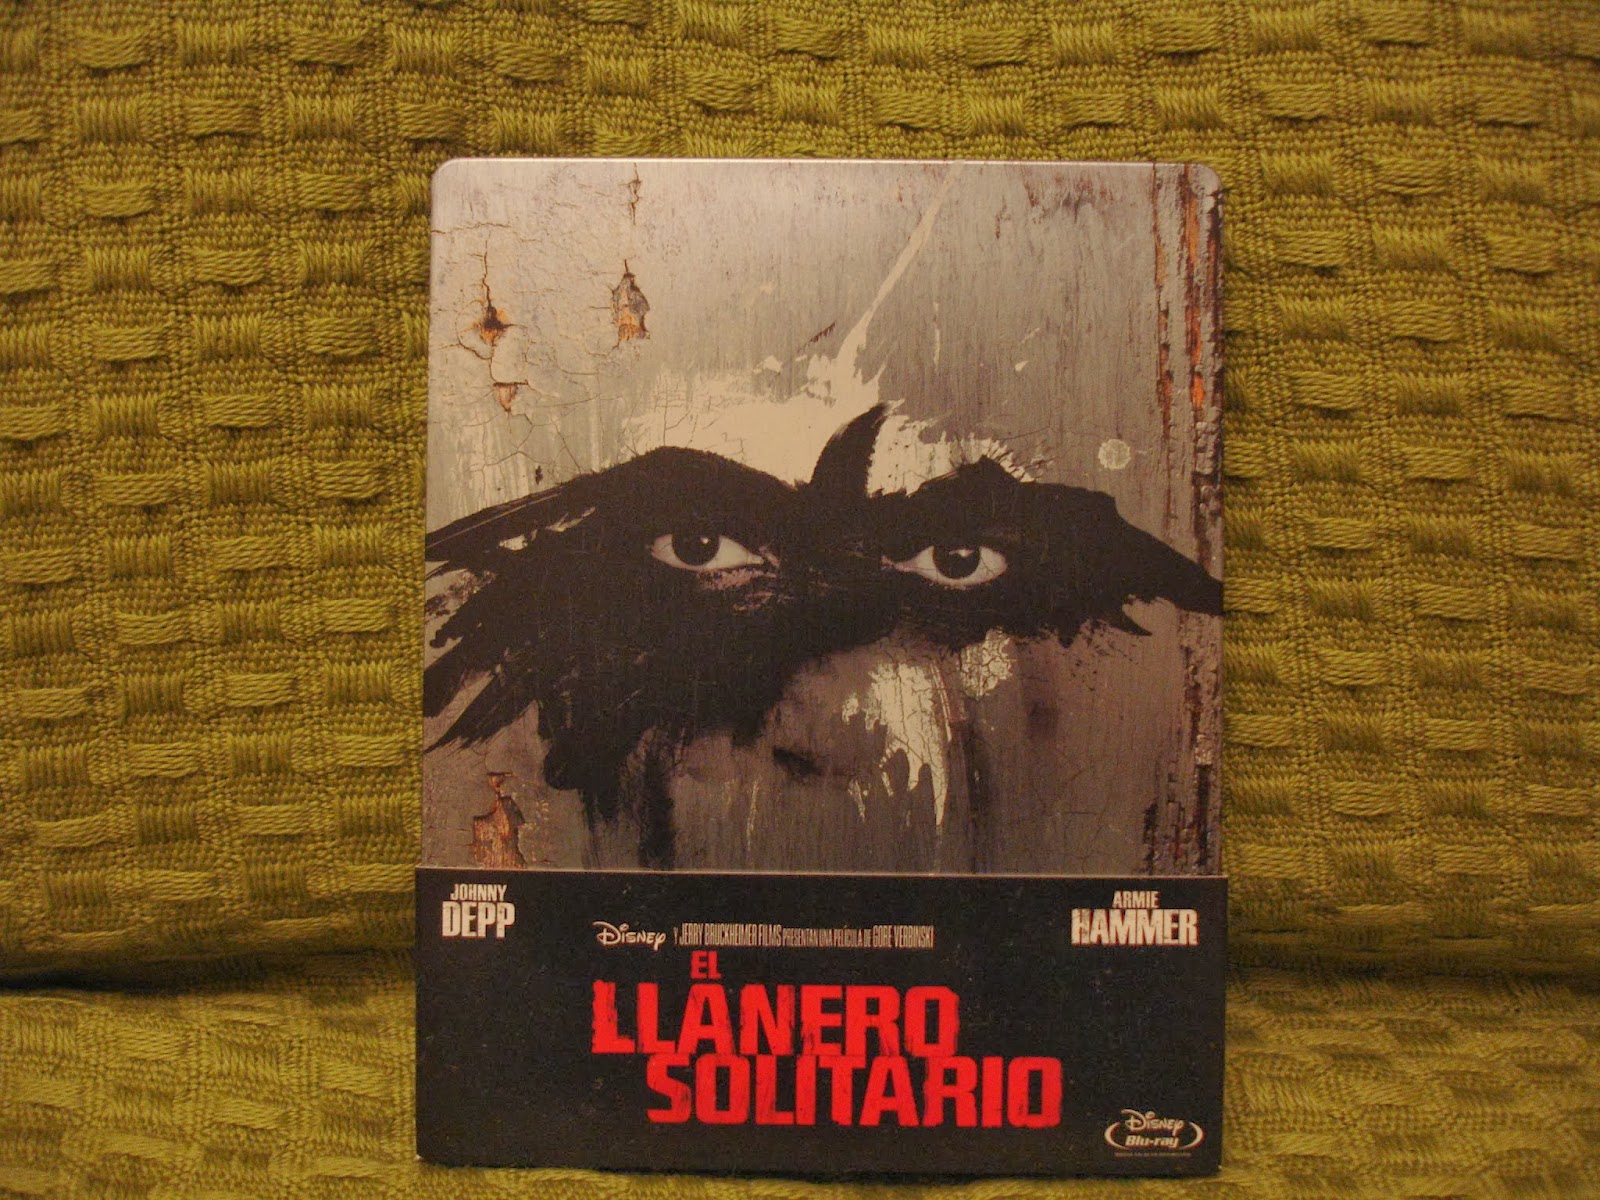 JOHNNY
DEPP
ARMIE
HAMMER
Disney Y JERRY BRUCKHEIMER FILMS PRESENTAN UNA PELÍCULA DE GORE VERBINSKI
EL
LLANERO
SOLITARIO
Disney
Blu-ray